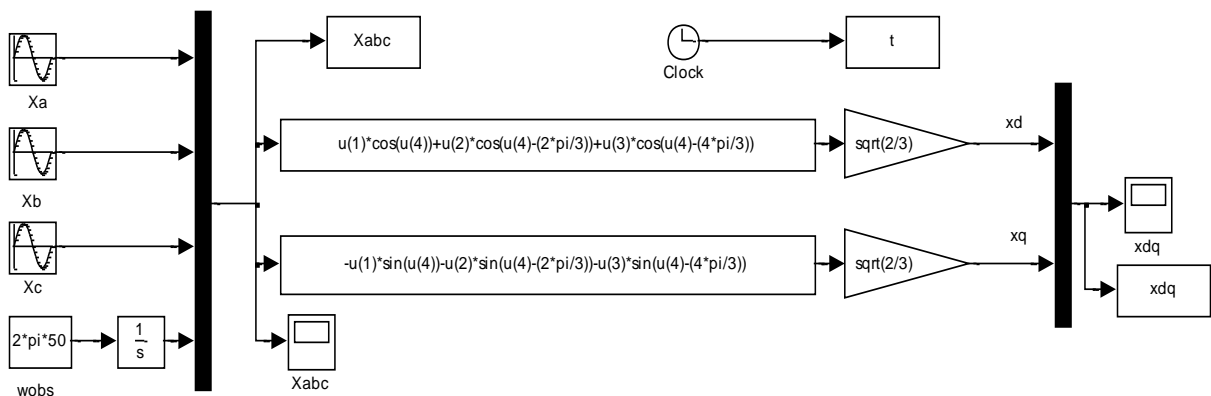 Xa
Xb
Xc
2*pi*50
wobs
1
s
Xabc
Clock
t
u(1)*cos(u(4))+u(2)*cos(u(4)-(2*pi/3))+u(3)*cos(u(4)-(4*pi/3))
sqrt(2/3)
xd
-u(1)*sin(u(4))-u(2)*sin(u(4)-(2*pi/3))-u(3)*sin(u(4)-(4*pi/3))
sqrt(2/3)
xq
Xabc
xdq
xdq